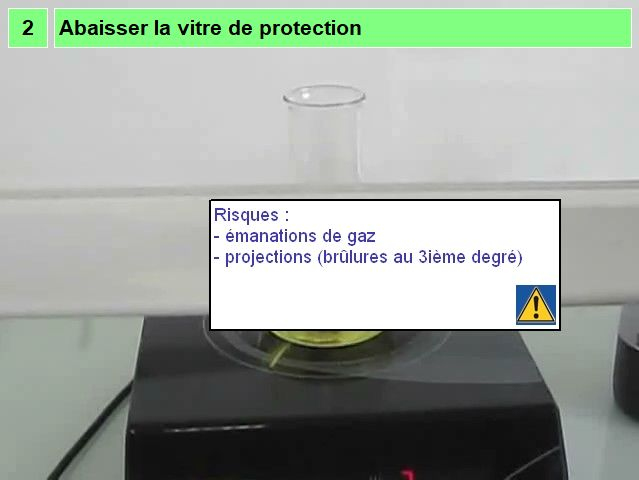 2 Abaisser la vitre de protection
Risques :
- émanations de gaz
- projections (brûlures au 3ième degré)